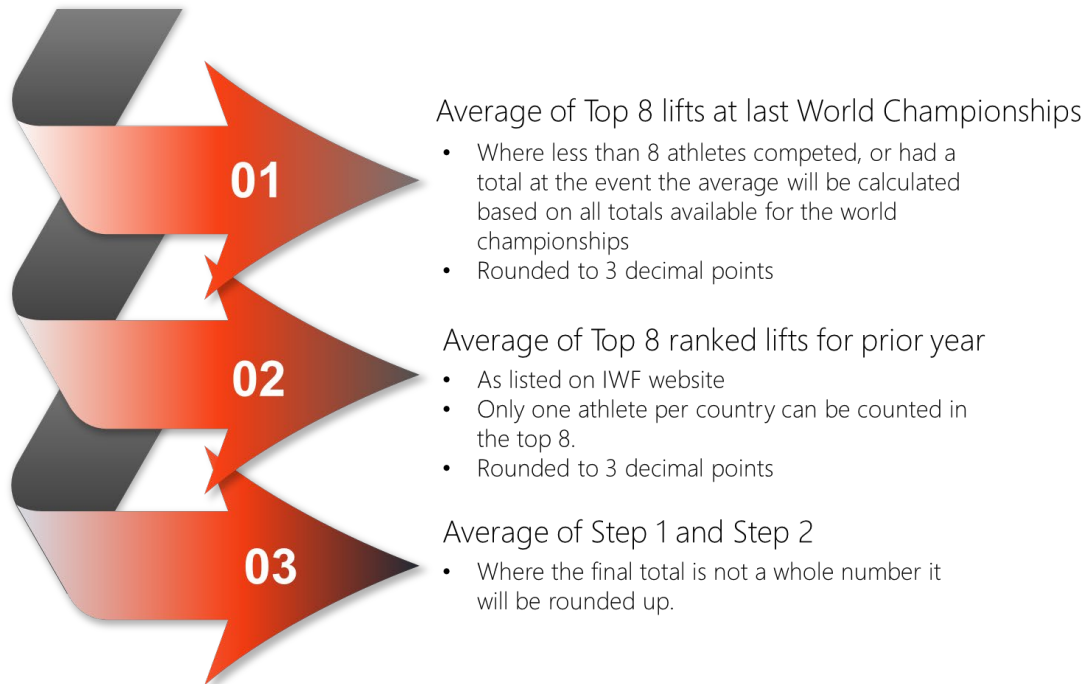 01
Average of Top 8 lifts at last World Championships
• Where less than 8 athletes competed, or had a
total at the event the average will be calculated
based on all totals available for the world
championships
• Rounded to 3 decimal points
02
Average of Top 8 ranked lifts for prior year
• As listed on IWF website
• Only one athlete per country can be counted in
the top 8.
• Rounded to 3 decimal points
03
Average of Step 1 and Step 2
• Where the final total is not a whole number it
will be rounded up.